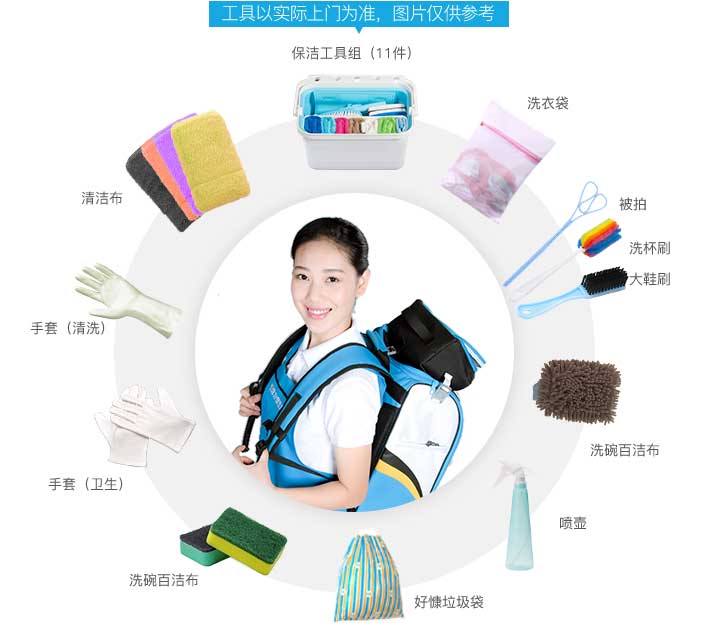 工具以实际上门为准，图片仅供参考
保洁工具组（11件）
洗衣袋
清洁布
被拍
洗杯刷
大鞋刷
手套（清洗）
洗碗百洁布
手套（卫生）
喷壶
洗碗百洁布
好慷垃圾袋